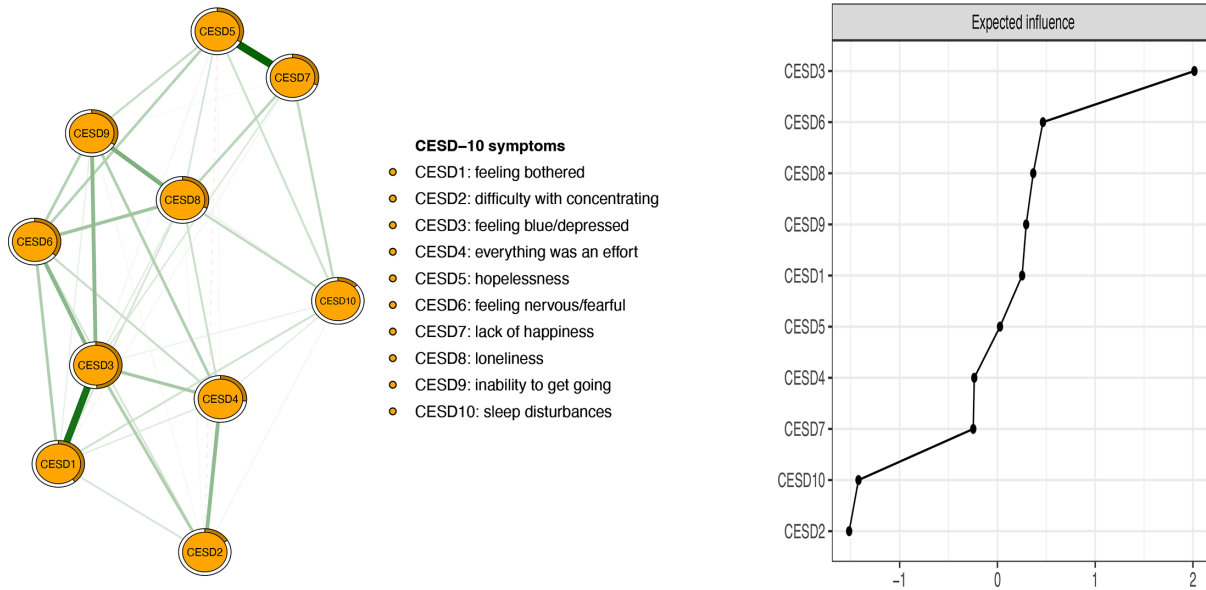 CESD5
CESD7
CESD9
CESD8
CESD6
CESD10
CESD3
CESD4
CESD1
CESD2
CESD–10 symptoms
CESD1: feeling bothered
CESD2: difficulty with concentrating
CESD3: feeling blue/depressed
CESD4: everything was an effort
CESD5: hopelessness
CESD6: feeling nervous/fearful
CESD7: lack of happiness
CESD8: loneliness
CESD9: inability to get going
CESD10: sleep disturbances
Expected influence
CESD3
CESD6
CESD8
CESD9
CESD1
CESD5
CESD4
CESD7
CESD10
CESD2
−1 0 1 2